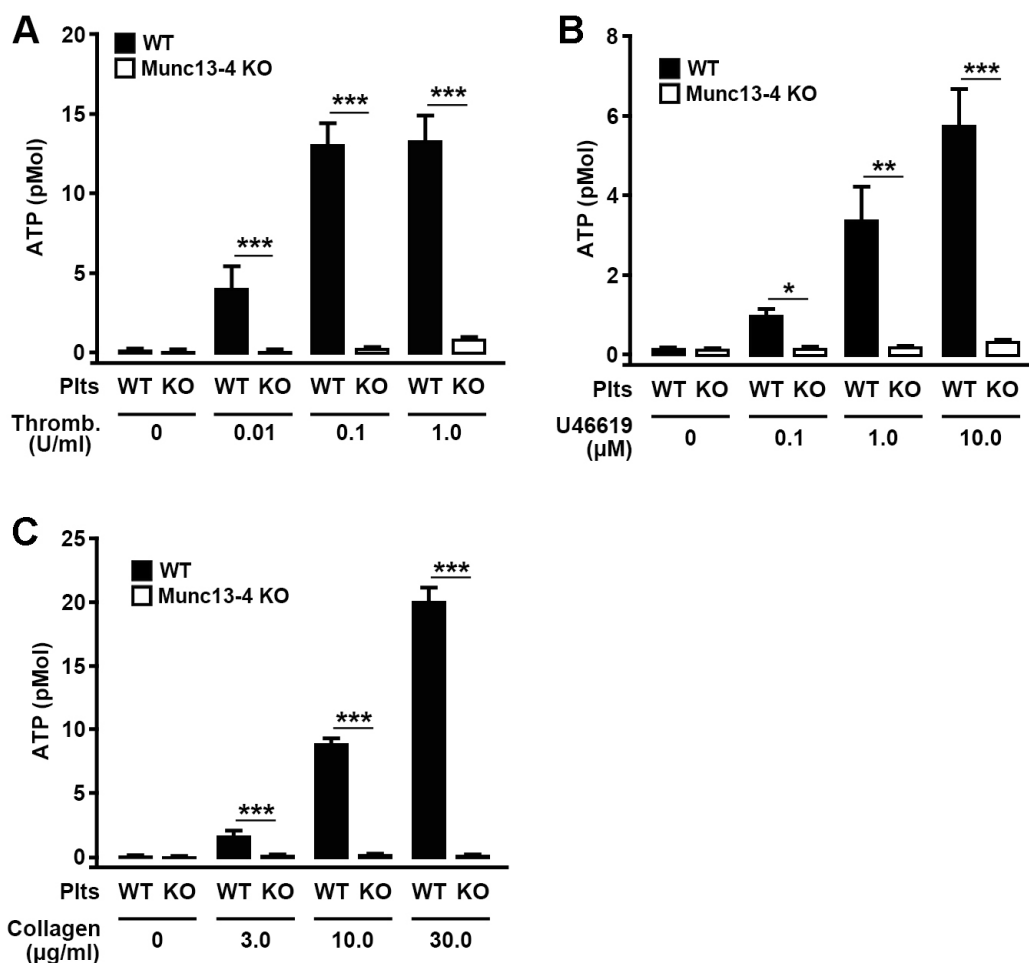 A
20
15
10
5
0
ATP (pMol)
WT
Munc13-4 KO
***
***
***
Plts WT KO WT KO WT KO WT KO
Thromb.
(U/ml)
0 0.01 0.1 1.0
B
8
6
4
2
0
ATP (pMol)
WT
Munc13-4 KO
*
**
***
Plts WT KO WT KO WT KO WT KO
U46619
(µM)
0 0.1 1.0 10.0
C
25
20
15
10
5
0
ATP (pMol)
WT
Munc13-4 KO
***
***
***
Plts WT KO WT KO WT KO WT KO
Collagen
(µg/ml)
0 3.0 10.0 30.0